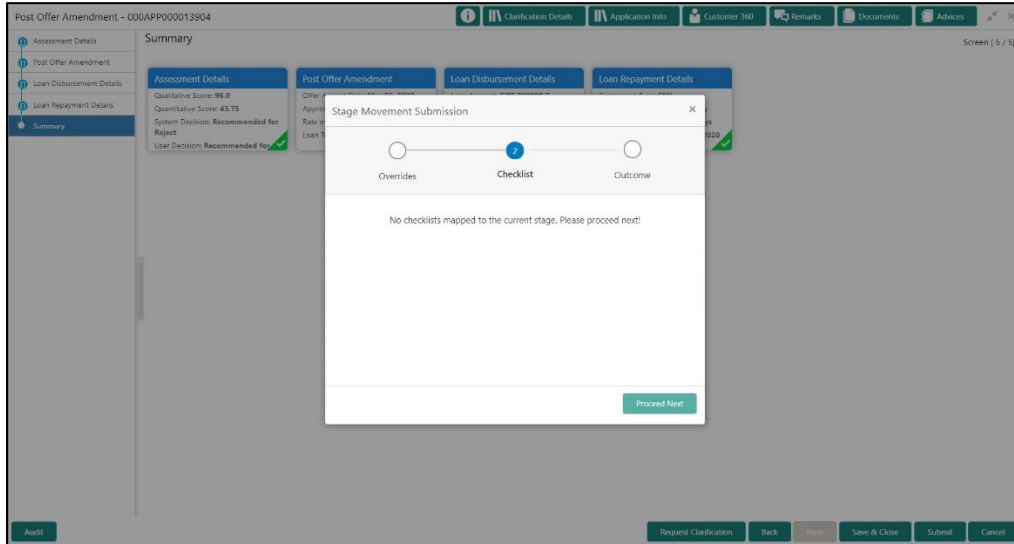 Post Offer Amendment - 000APP000013904
Clarification Details
Application Info
Customer 360
Remarks
Documents
Advices
Assessment Details
Post Offer Amendment
Loan Disbursement Details
Loan Repayment Details
Summary
Summary
Screen ( 5 / 5)
Assessment Details
Qualitative Score: 96.0
Quantitative Score: 43.75
System Decision: Recommended for
Reject
User Decision: Recommended for
Post Offer Amendment
Loan Disbursement Details
Loan Repayment Details
Offer
Rate
Loan
2020
Stage Movement Submission
2
Overrides
Checklist
Outcome
No checklists mapped to the current stage. Please proceed next!
Proceed Next
Audit
Request Clarification
Back
Next
Save & Close
Submit
Cancel